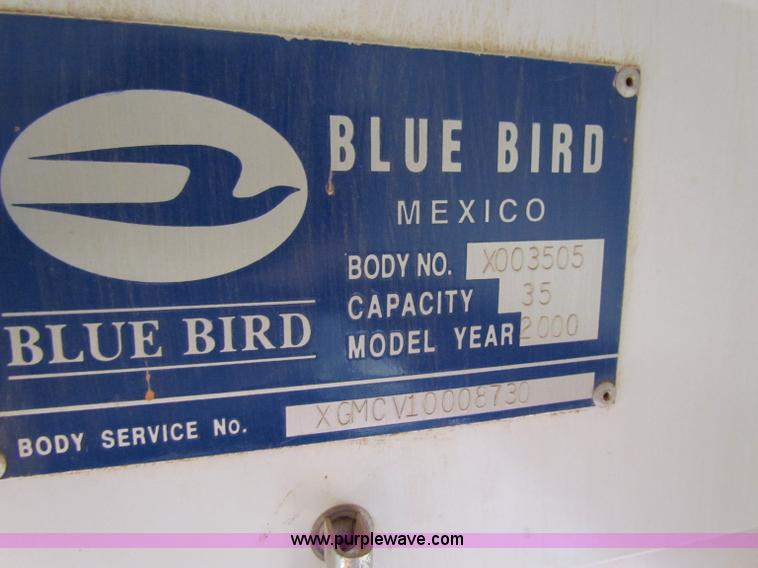 BLUE BIRD
MEXICO
BODY NO. X003505
CAPACITY 35
MODEL YEAR 2000
BLUE BIRD
BODY SERVICE No. XGMCV10008730
www.purplewave.com